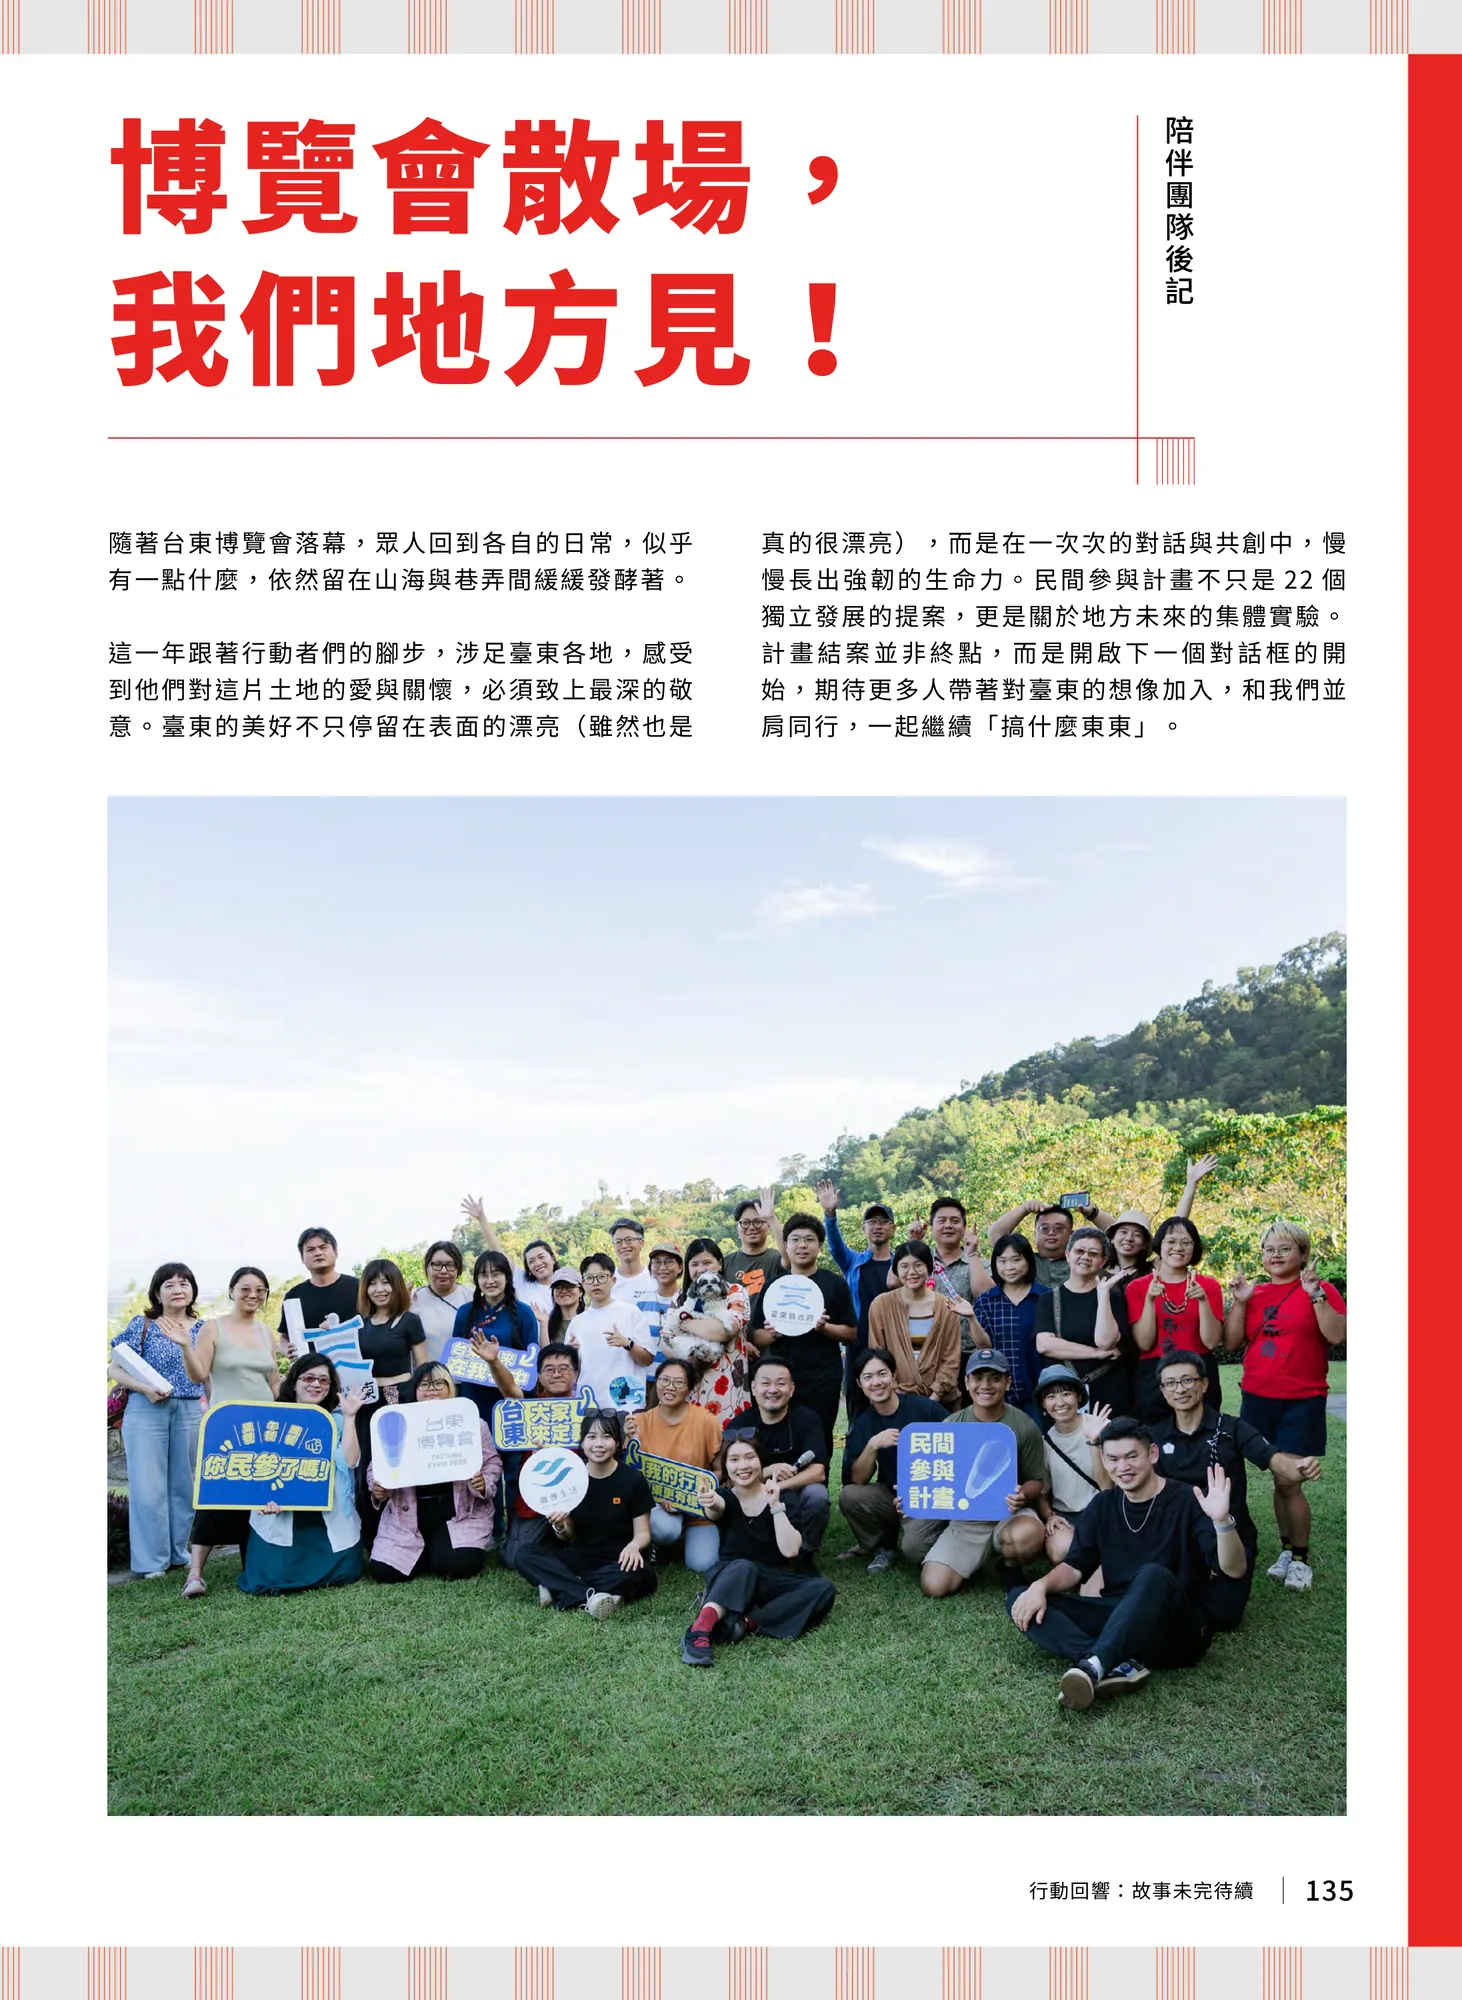 博覽會散場，
我們地方見！
陪伴團隊後記
隨著台東博覽會落幕，眾人回到各自的日常，似乎
有一點什麼，依然留在山海與巷弄間緩緩發酵著。
這一年跟著行動者們的腳步，涉足臺東各地，感受
到他們對這片土地的愛與關懷，必須致上最深的敬
意。臺東的美好不只停留在表面的漂亮（雖然也是
真的很漂亮），而是在一次次的對話與共創中，慢
慢長出強韌的生命力。民間參與計畫不只是 22 個
獨立發展的提案，更是關於地方未來的集體實驗。
計畫結案並非終點，而是開啟下一個對話框的開
始，期待更多人帶著對臺東的想像加入，和我們並
肩同行，一起繼續「搞什麼東東」。
臺東縣政府
你民參了嗎!
台東
博覽會
TAITUNG
EXPO 2025
台東
大家
來定
我的行
民間
參與
計畫
行動回響：故事未完待續
135